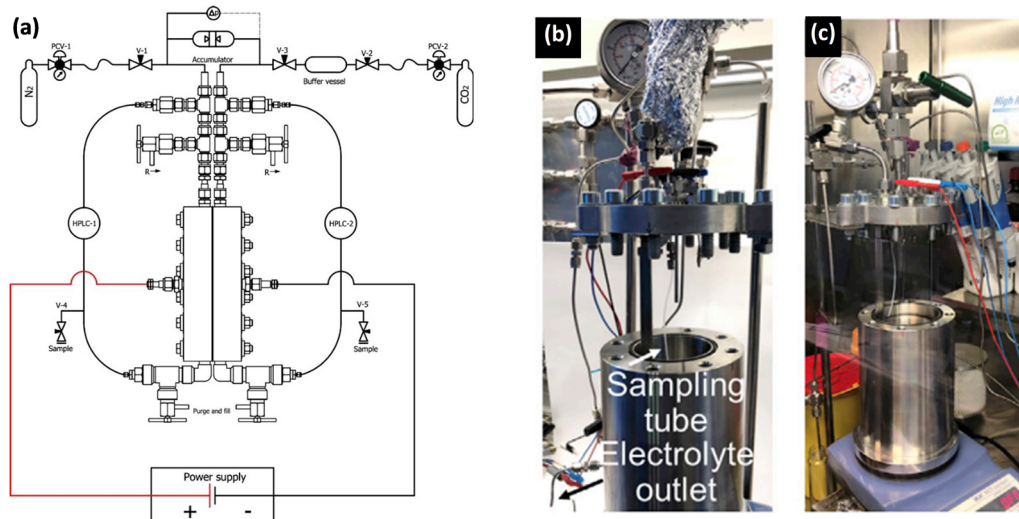 (a)
PCV-1
V-1
Δp
Accumulator
V-3
Buffer vessel
V-2
PCV-2
N₂
CO₂
R
R
HPLC-1
HPLC-2
V-4
Sample
V-5
Sample
Purge and fill
Power supply
+ -
(b)
Sampling
tube
Electrolyte
outlet
(c)